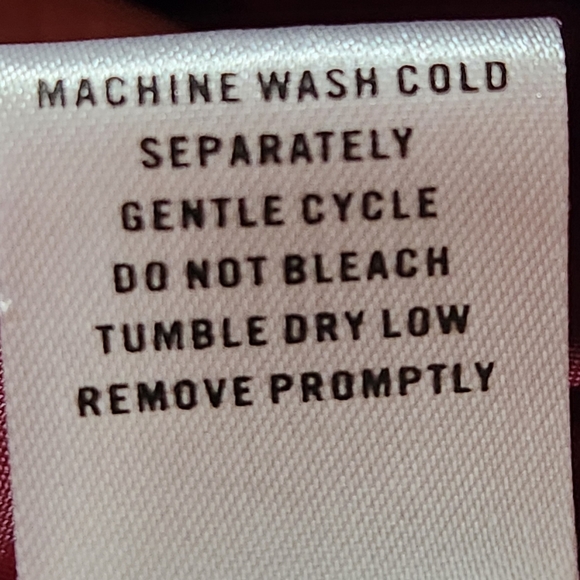 MACHINE WASH COLD
SEPARATELY
GENTLE CYCLE
DO NOT BLEACH
TUMBLE DRY LOW
REMOVE PROMPTLY